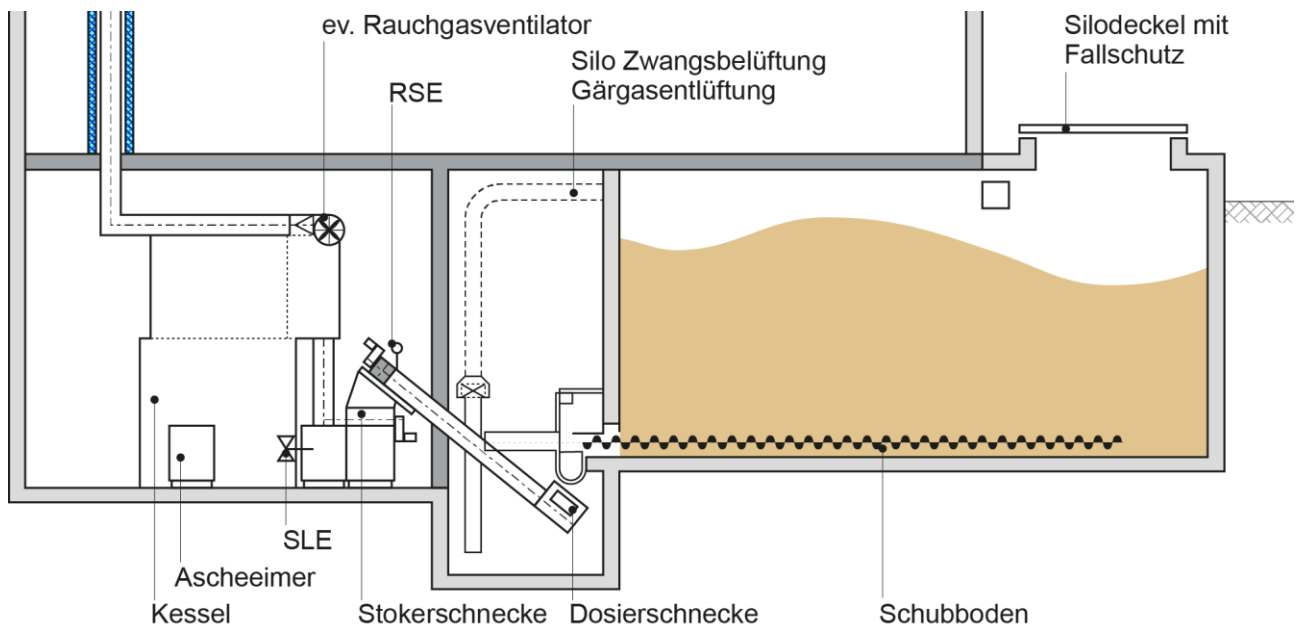 ev. Rauchgasventilator
RSE
Silo Zwangsbelüftung
Gärgasentlüftung
Silodeckel mit
Fallschutz
SLE
Ascheeimer
Kessel
Stokerschnecke
Dosierschnecke
Schubboden